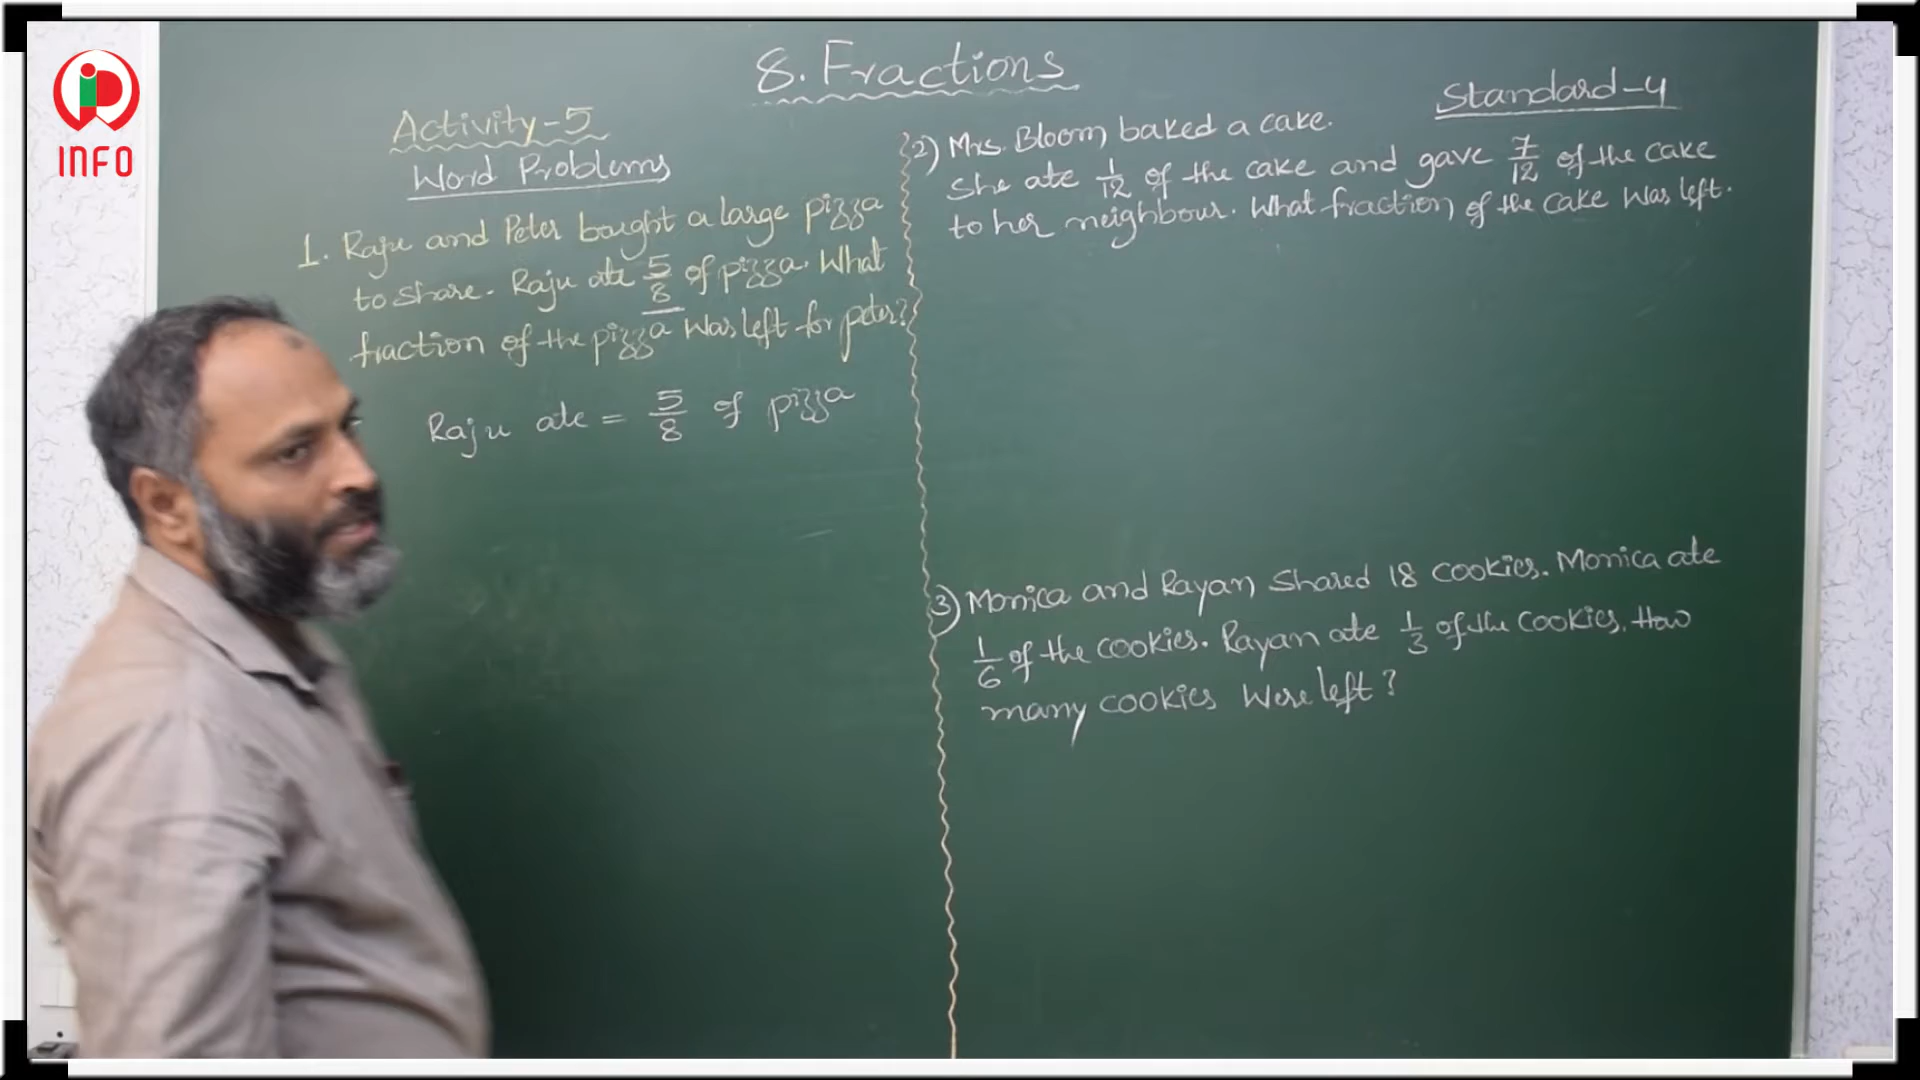 INFO
8. Fractions
Standard-4
Activity-5
Word Problems
1. Raju and Peter bought a large pizza
to share. Raju ate 5/8 of pizza. What
fraction of the pizza was left for peter?
Raju ate = 5/8 of pizza
2) Mrs. Bloom baked a cake.
She ate 1/12 of the cake and gave 7/12 of the cake
to her neighbour. What fraction of the cake was left.
3) Monica and Rayan Shared 18 cookies. Monica ate
1/6 of the cookies. Rayan ate 1/3 of the cookies. How
many cookies were left?